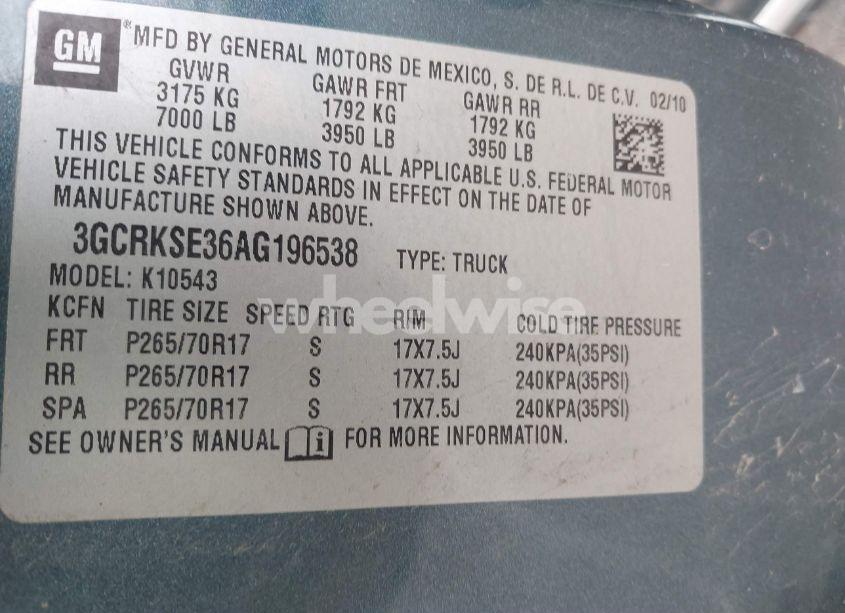 GM ® MFD BY GENERAL MOTORS DE MEXICO, S. DE R.L. DE C.V. 02/10
GVWR GAWR FRT GAWR RR
3175 KG 1792 KG 1792 KG
7000 LB 3950 LB 3950 LB
THIS VEHICLE CONFORMS TO ALL APPLICABLE U.S. FEDERAL MOTOR
VEHICLE SAFETY STANDARDS IN EFFECT ON THE DATE OF
MANUFACTURE SHOWN ABOVE.
3GCRKSE36AG196538 TYPE: TRUCK
MODEL: K10543
wheelwise
KCFN TIRE SIZE SPEED RTG RIM COLD TIRE PRESSURE
FRT P265/70R17 S 17X7.5J 240KPA(35PSI)
RR P265/70R17 S 17X7.5J 240KPA(35PSI)
SPA P265/70R17 S 17X7.5J 240KPA(35PSI)
SEE OWNER'S MANUAL i FOR MORE INFORMATION.